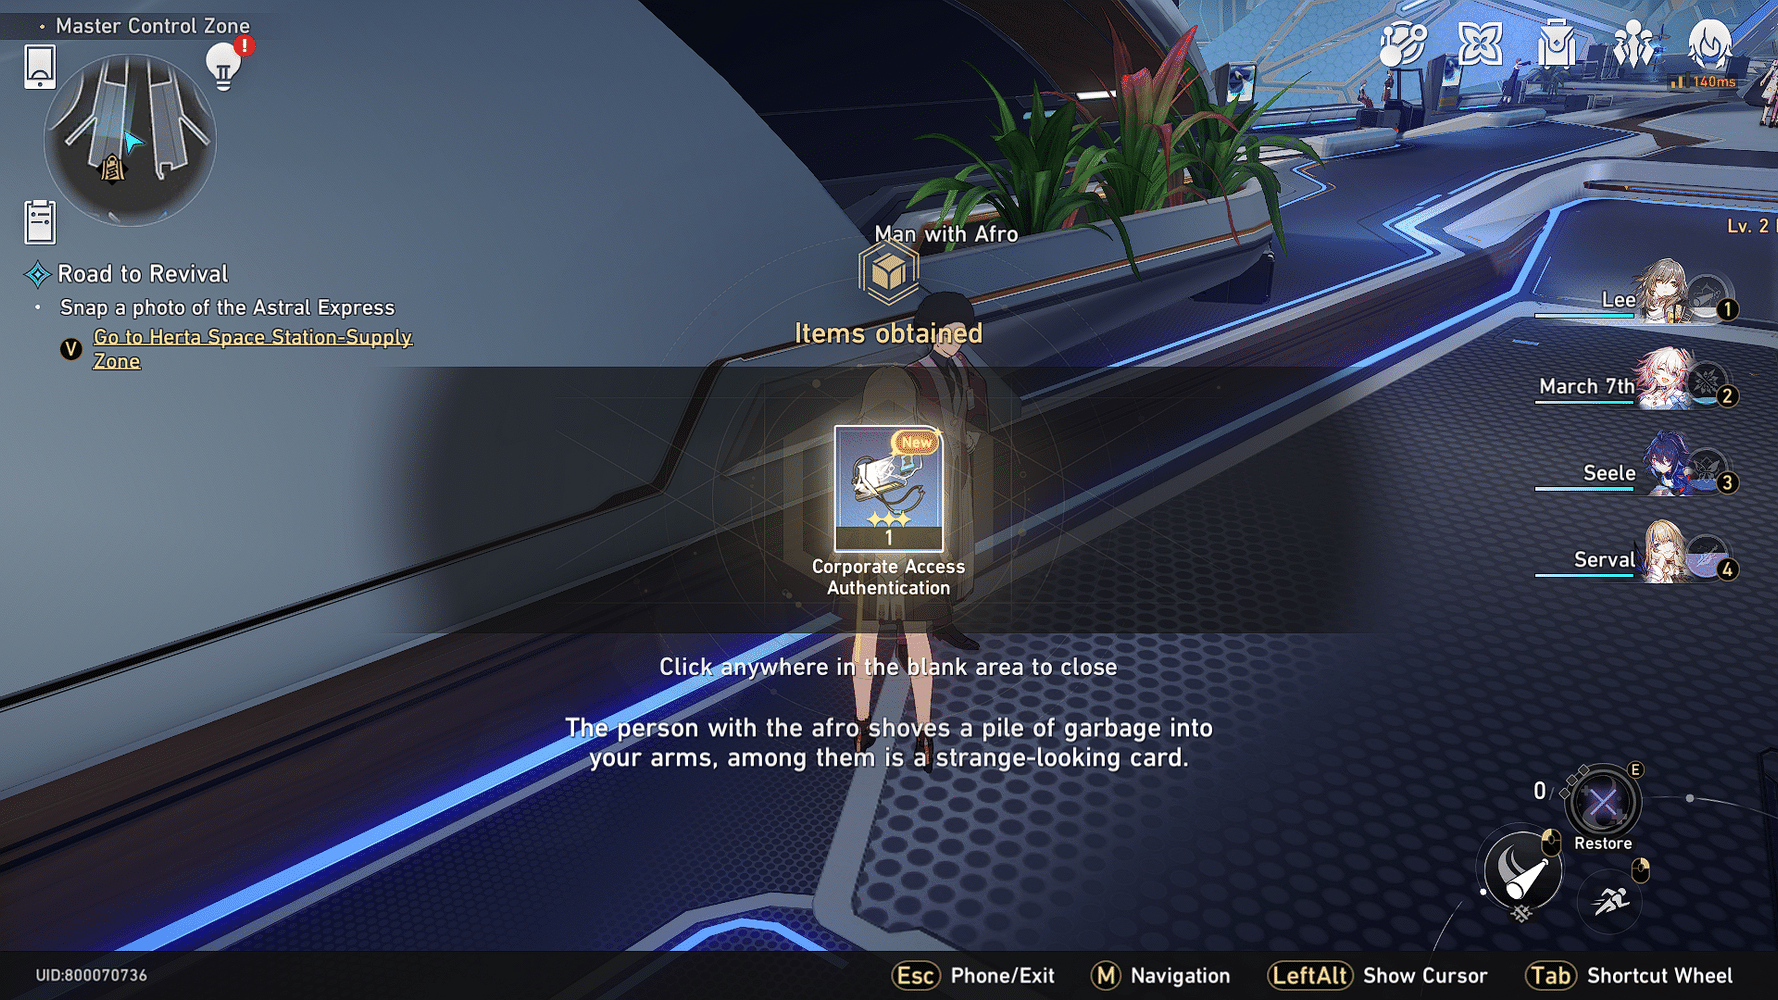 Master Control Zone
140ms
Road to Revival
Snap a photo of the Astral Express
V
Go to Herta Space Station-Supply
Zone
Man with Afro
Items obtained
New
1
Corporate Access
Authentication
Click anywhere in the blank area to close
The person with the afro shoves a pile of garbage into
your arms, among them is a strange-looking card.
Lv. 2
Lee
1
March 7th
2
Seele
3
Serval
4
0
E
Restore
UID:800070736
Esc Phone/Exit
M Navigation
LeftAlt Show Cursor
Tab Shortcut Wheel